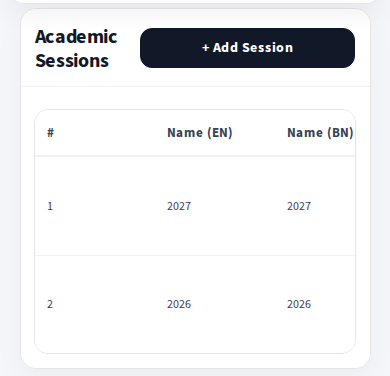 Academic
Sessions
+ Add Session
# Name (EN) Name (BN)
1 2027 2027
2 2026 2026